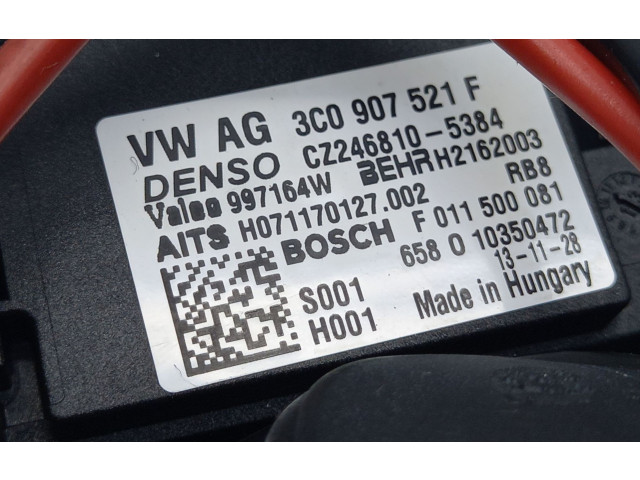 VW AG 3C0 907 521 F
DENSO CZ246810-5384
Valeo 997164W BEHR H2162003
AITS H071170127.002 RB8
BOSCH F 011 500 081
658 0 10350472
13-11-28
S001 Made in Hungary
H001